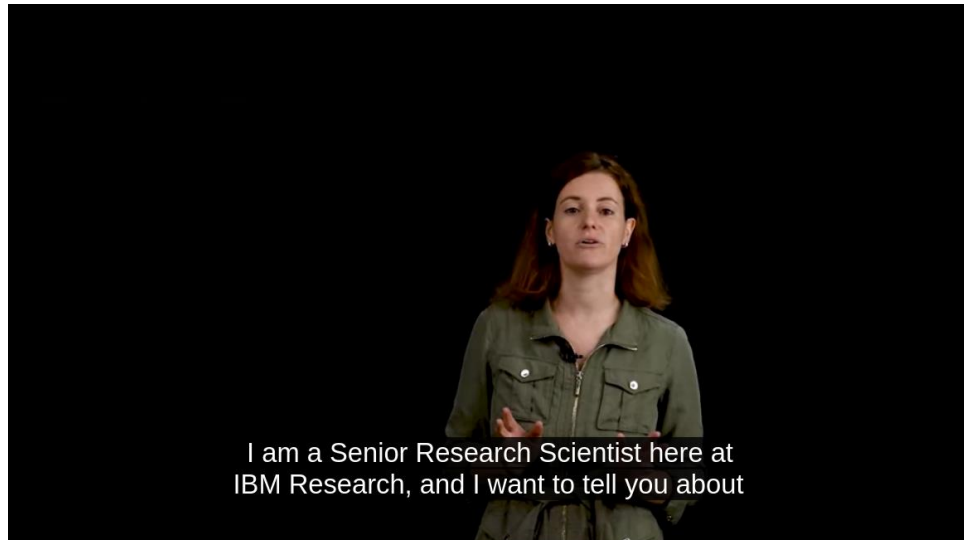 I am a Senior Research Scientist here at
IBM Research, and I want to tell you about